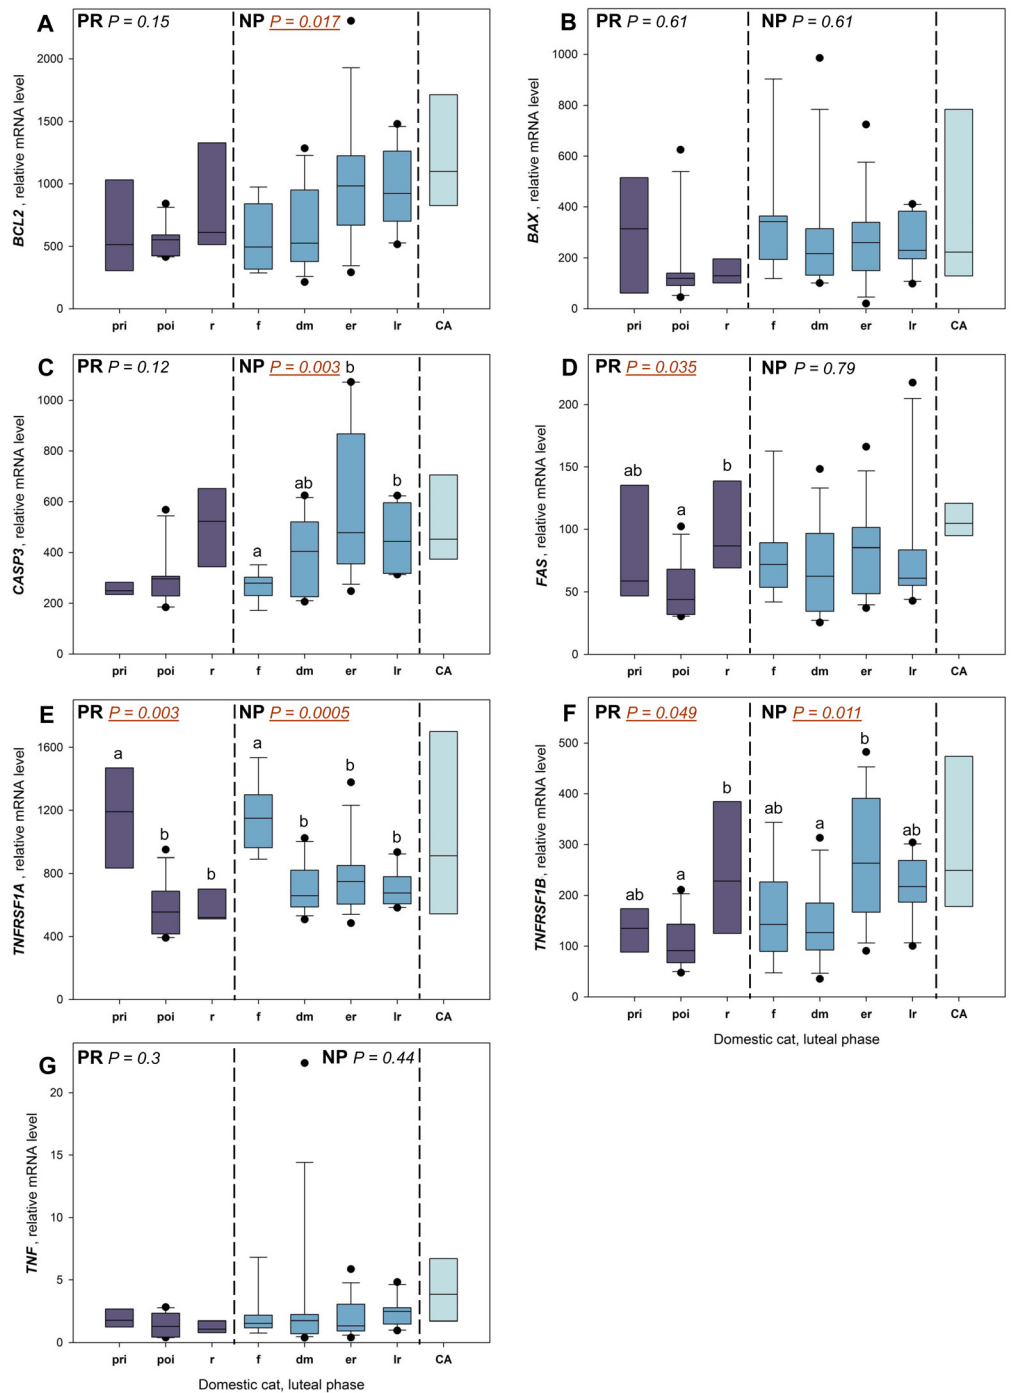 A PR P = 0.15 NP P = 0.017
BCL2 , relative mRNA level
2000
1500
1000
500
0
pri poi r f dm er lr CA
B PR P = 0.61 NP P = 0.61
BAX , relative mRNA level
1000
800
600
400
200
0
pri poi r f dm er lr CA
C PR P = 0.12 NP P = 0.003
CASP3 , relative mRNA level
1000
800
600
400
200
0
a ab b b
pri poi r f dm er lr CA
D PR P = 0.035 NP P = 0.79
FAS , relative mRNA level
200
150
100
50
0
ab a b
pri poi r f dm er lr CA
E PR P = 0.003 NP P = 0.0005
TNFRSF1A , relative mRNA level
1600
1200
800
400
0
a b b a b b b
pri poi r f dm er lr CA
F PR P = 0.049 NP P = 0.011
TNFRSF1B , relative mRNA level
500
400
300
200
100
0
ab a b ab a b ab
pri poi r f dm er lr CA
Domestic cat, luteal phase
G PR P = 0.3 NP P = 0.44
TNF , relative mRNA level
20
15
10
5
0
pri poi r f dm er lr CA
Domestic cat, luteal phase